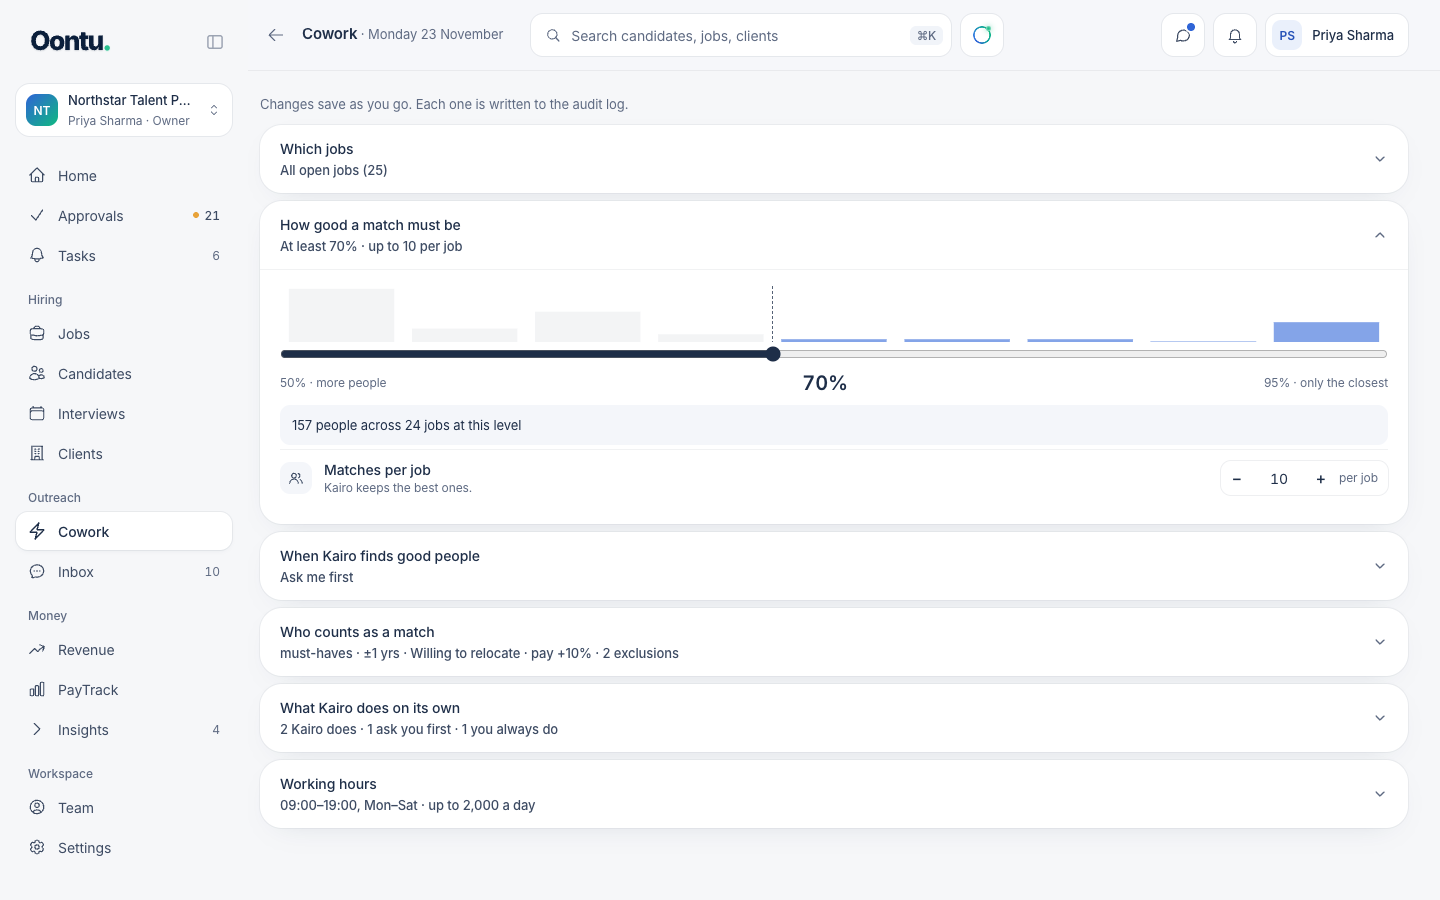 Oontu.
NT
Northstar Talent P...
Priya Sharma · Owner
Home
Approvals
21
Tasks
6
Hiring
Jobs
Candidates
Interviews
Clients
Outreach
Cowork
Inbox
10
Money
Revenue
PayTrack
Insights
4
Workspace
Team
Settings
Cowork · Monday 23 November
Search candidates, jobs, clients
⌘K
PS
Priya Sharma
Changes save as you go. Each one is written to the audit log.
Which jobs
All open jobs (25)
How good a match must be
At least 70% · up to 10 per job
50% · more people
70%
95% · only the closest
157 people across 24 jobs at this level
Matches per job
Kairo keeps the best ones.
− 10 + per job
When Kairo finds good people
Ask me first
Who counts as a match
must-haves · ±1 yrs · Willing to relocate · pay +10% · 2 exclusions
What Kairo does on its own
2 Kairo does · 1 ask you first · 1 you always do
Working hours
09:00–19:00, Mon–Sat · up to 2,000 a day